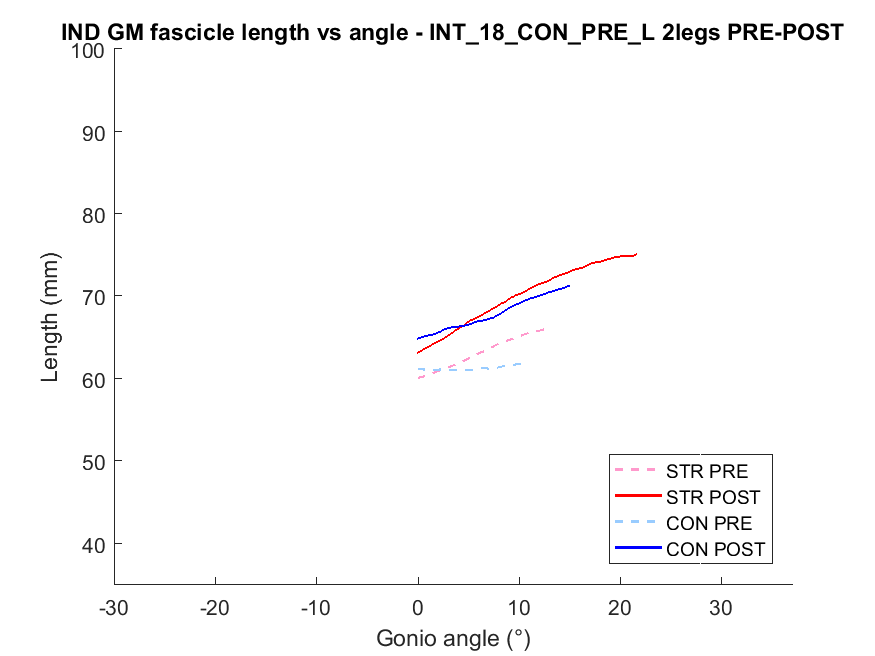 IND GM fascicle length vs angle - INT_18_CON_PRE_L 2legs PRE-POST
100
90
80
70
60
50
40
Length (mm)
-30
-20
-10
0
10
20
30
Gonio angle (°)
STR PRE
STR POST
CON PRE
CON POST